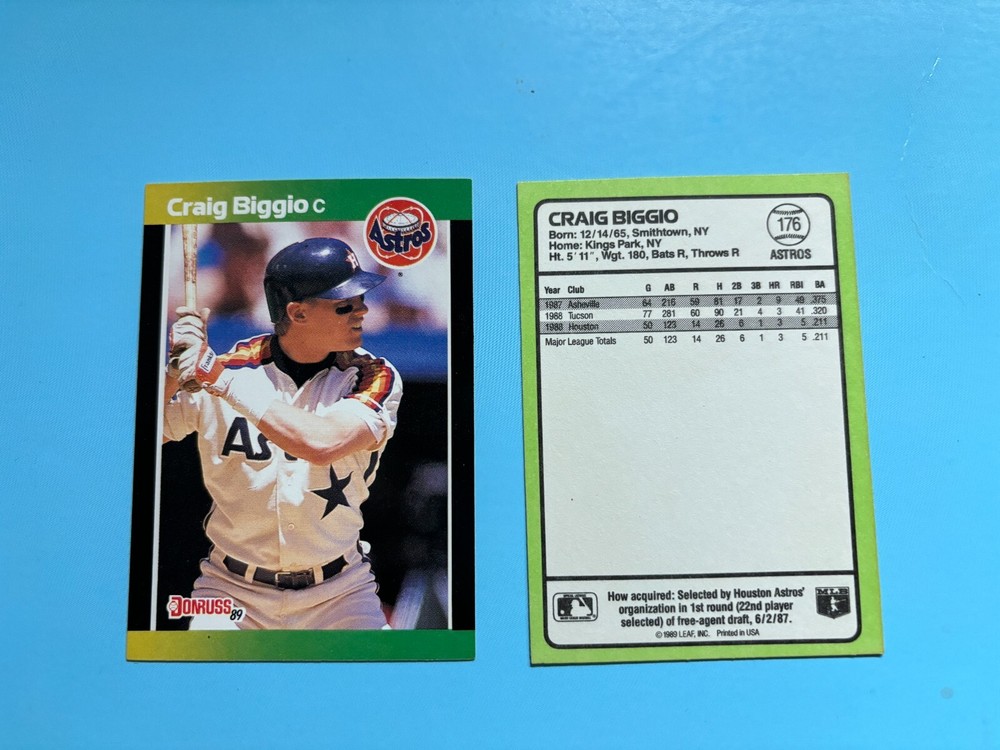 Craig Biggio C
Astros
H
Franklin
As
DONRUSS 89
CRAIG BIGGIO
Born: 12/14/65, Smithtown, NY
Home: Kings Park, NY
Ht. 5'11", Wgt. 180, Bats R, Throws R
176
ASTROS
Year Club G AB R H 2B 3B HR RBI BA
1987 Asheville 64 216 59 81 17 2 9 49 .375
1988 Tucson 77 281 60 90 21 4 3 41 .320
1988 Houston 50 123 14 26 6 1 3 5 .211
Major League Totals 50 123 14 26 6 1 3 5 .211
How acquired: Selected by Houston Astros'
organization in 1st round (22nd player
selected) of free-agent draft, 6/2/87.
© 1989 LEAF, INC. Printed in USA
MLB